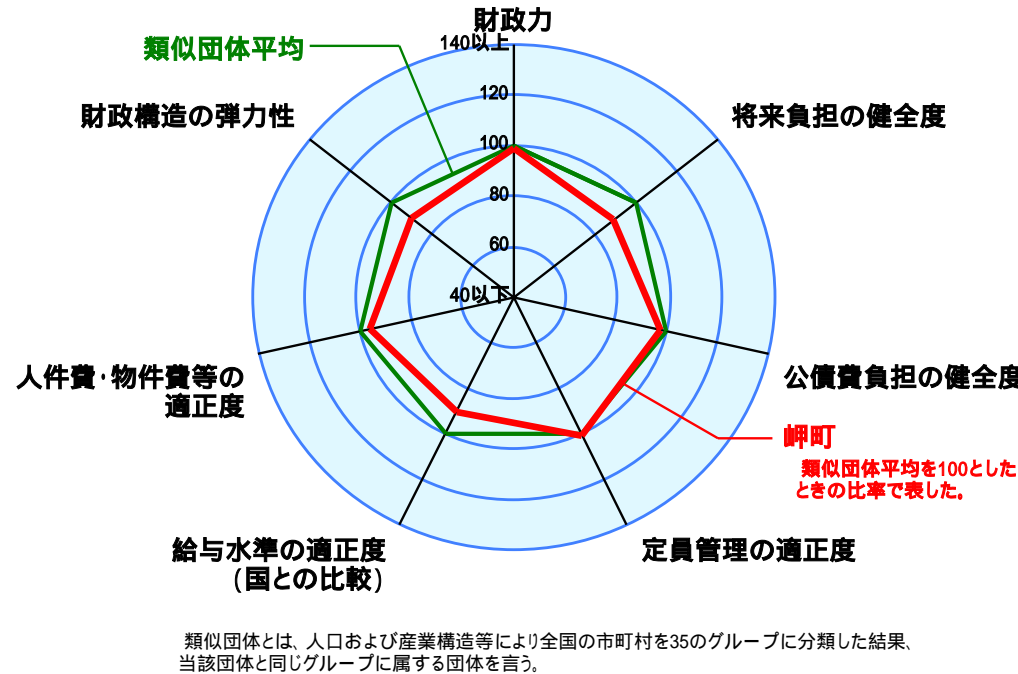 財政力
140以上
類似団体平均
120
財政構造の弾力性
将来負担の健全度
100
80
60
40以下
人件費・物件費等の
適正度
公債費負担の健全度
岬町
類似団体平均を100とした
ときの比率で表した。
給与水準の適正度
(国との比較)
定員管理の適正度
類似団体とは、人口および産業構造等により全国の市町村を35のグループに分類した結果、
当該団体と同じグループに属する団体を言う。